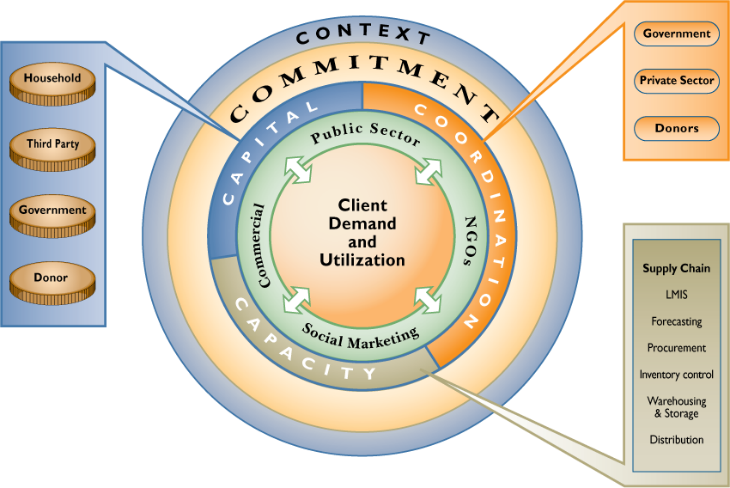 CONTEXT
COMMITMENT
CAPITAL
COORDINATION
CAPACITY
Public Sector
NGOs
Social Marketing
Commercial
Client
Demand
and
Utilization
Household
Third Party
Government
Donor
Government
Private Sector
Donors
Supply Chain
LMIS
Forecasting
Procurement
Inventory control
Warehousing
& Storage
Distribution